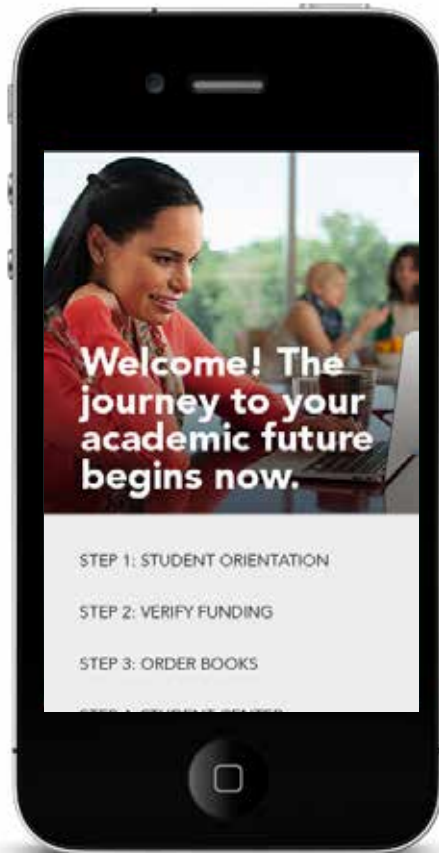 Welcome! The
journey to your
academic future
begins now.
STEP 1: STUDENT ORIENTATION
STEP 2: VERIFY FUNDING
STEP 3: ORDER BOOKS